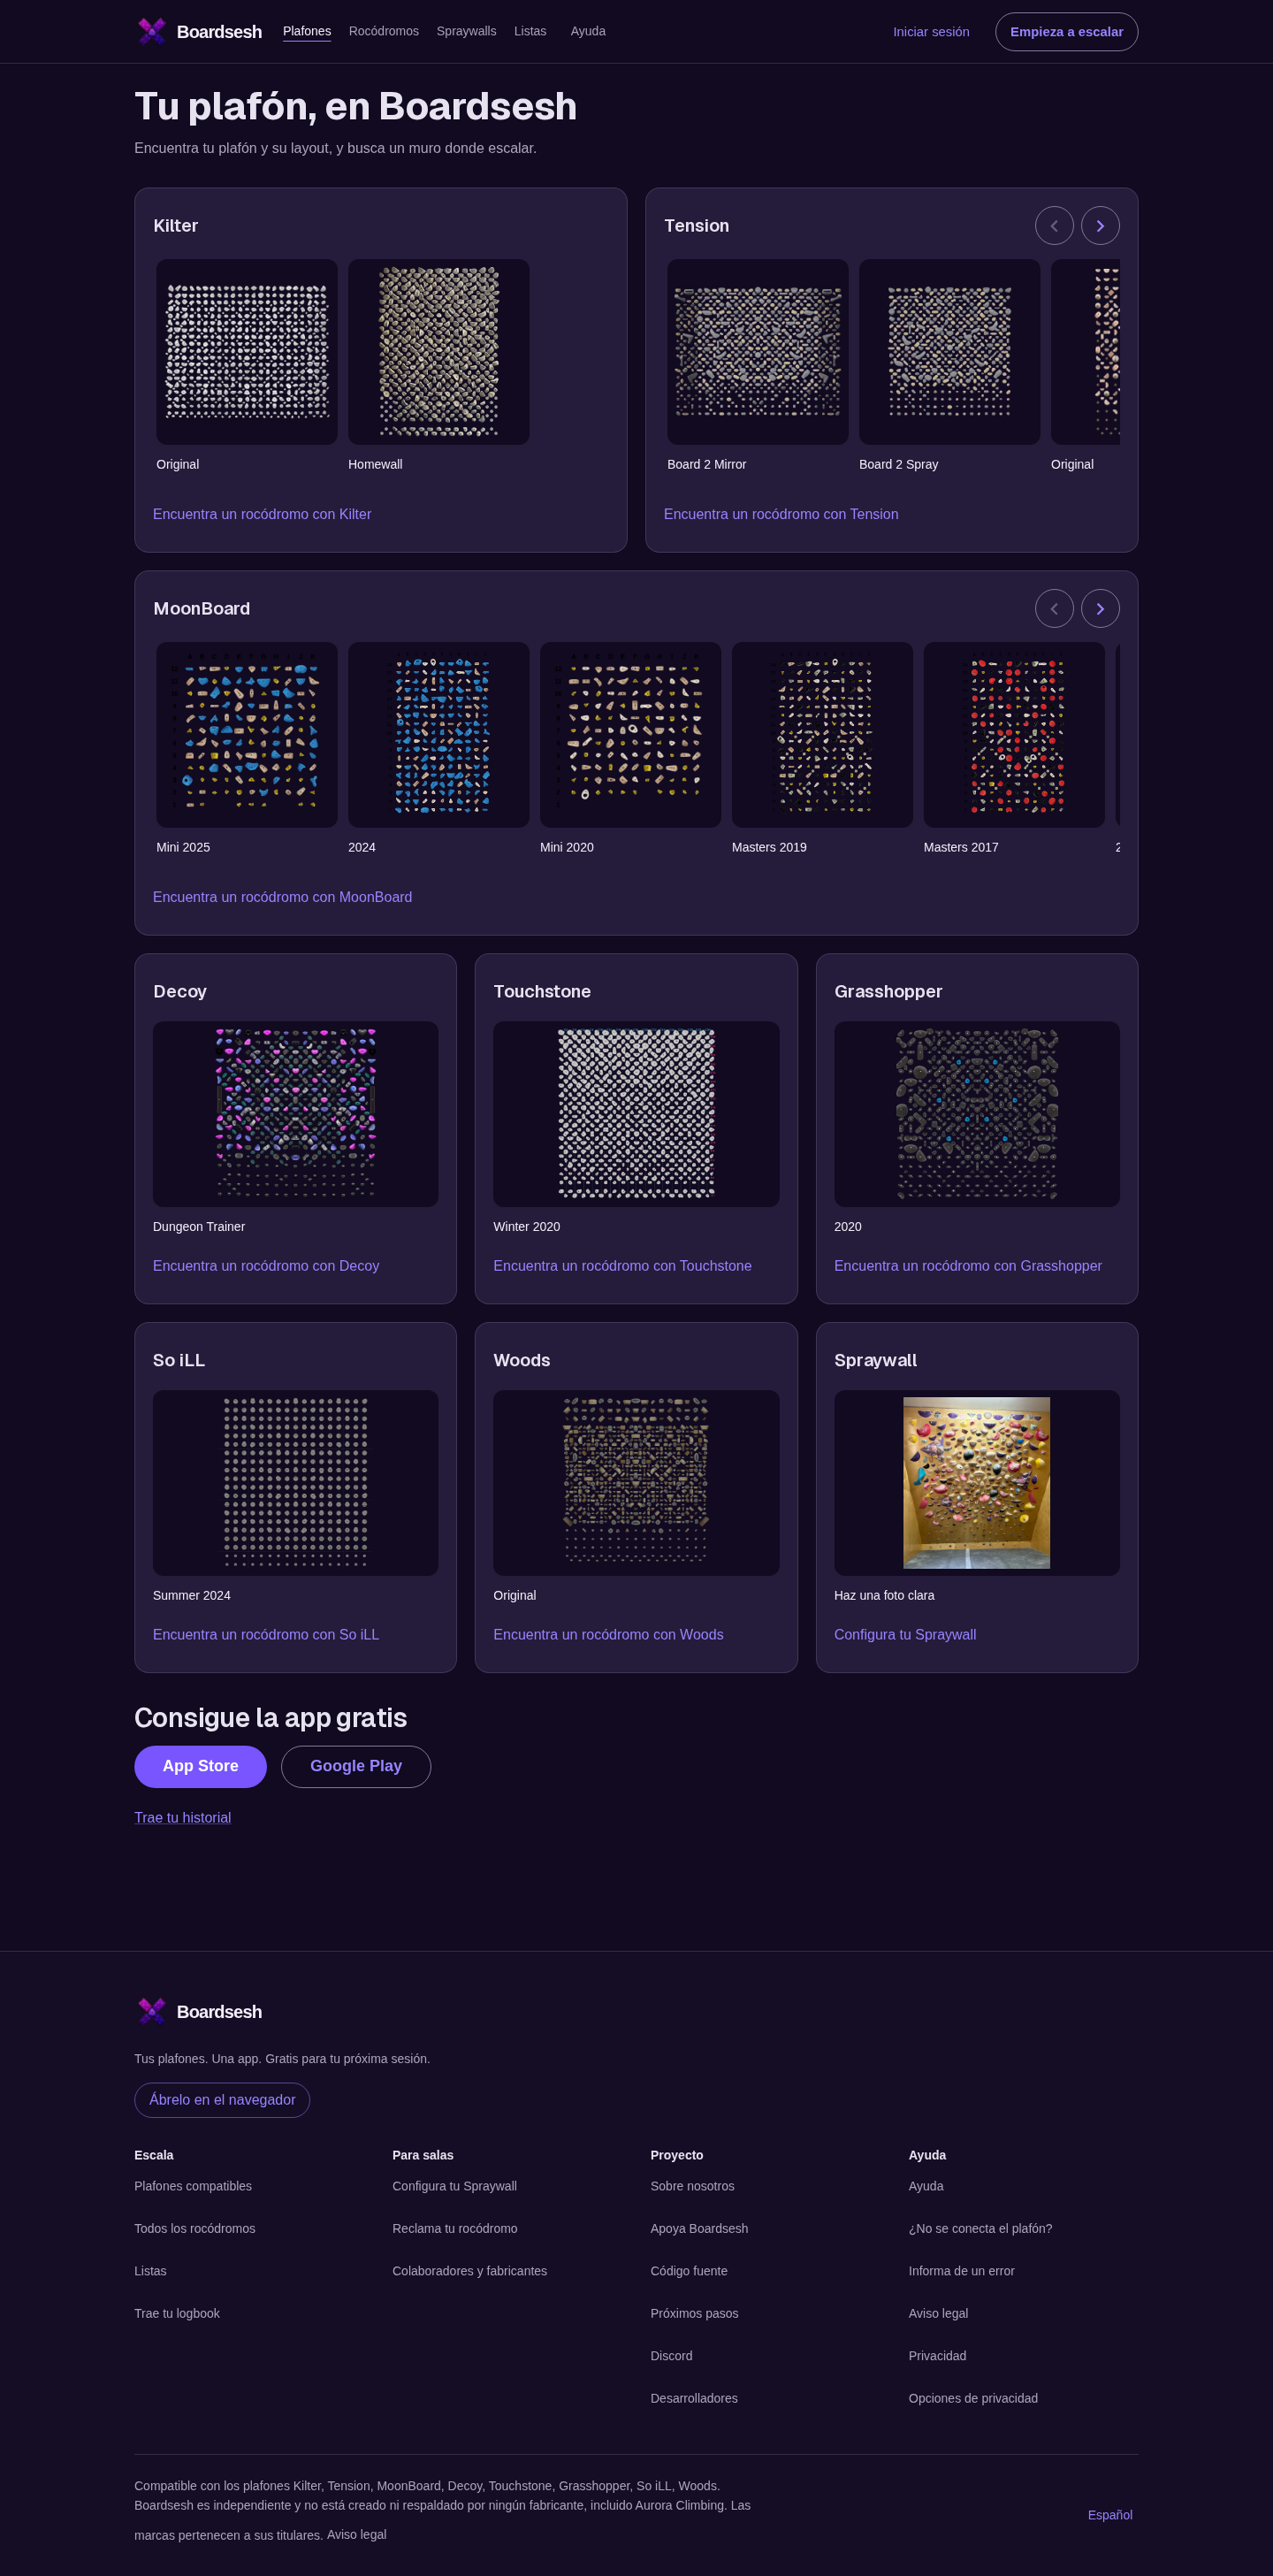 Boardsesh
Plafones
Rocódromos
Spraywalls
Listas
Ayuda
Iniciar sesión
Empieza a escalar
Tu plafón, en Boardsesh
Encuentra tu plafón y su layout, y busca un muro donde escalar.
Kilter
Original
Homewall
Encuentra un rocódromo con Kilter
Tension
Board 2 Mirror
Board 2 Spray
Original
Encuentra un rocódromo con Tension
MoonBoard
Mini 2025
2024
Mini 2020
Masters 2019
Masters 2017
Encuentra un rocódromo con MoonBoard
Decoy
Dungeon Trainer
Encuentra un rocódromo con Decoy
Touchstone
Winter 2020
Encuentra un rocódromo con Touchstone
Grasshopper
2020
Encuentra un rocódromo con Grasshopper
So iLL
Summer 2024
Encuentra un rocódromo con So iLL
Woods
Original
Encuentra un rocódromo con Woods
Spraywall
Haz una foto clara
Configura tu Spraywall
Consigue la app gratis
App Store
Google Play
Trae tu historial
Boardsesh
Tus plafones. Una app. Gratis para tu próxima sesión.
Ábrelo en el navegador
Escala
Plafones compatibles
Todos los rocódromos
Listas
Trae tu logbook
Para salas
Configura tu Spraywall
Reclama tu rocódromo
Colaboradores y fabricantes
Proyecto
Sobre nosotros
Apoya Boardsesh
Código fuente
Próximos pasos
Discord
Desarrolladores
Ayuda
Ayuda
¿No se conecta el plafón?
Informa de un error
Aviso legal
Privacidad
Opciones de privacidad
Compatible con los plafones Kilter, Tension, MoonBoard, Decoy, Touchstone, Grasshopper, So iLL, Woods.
Boardsesh es independiente y no está creado ni respaldado por ningún fabricante, incluido Aurora Climbing. Las
marcas pertenecen a sus titulares. Aviso legal
Español